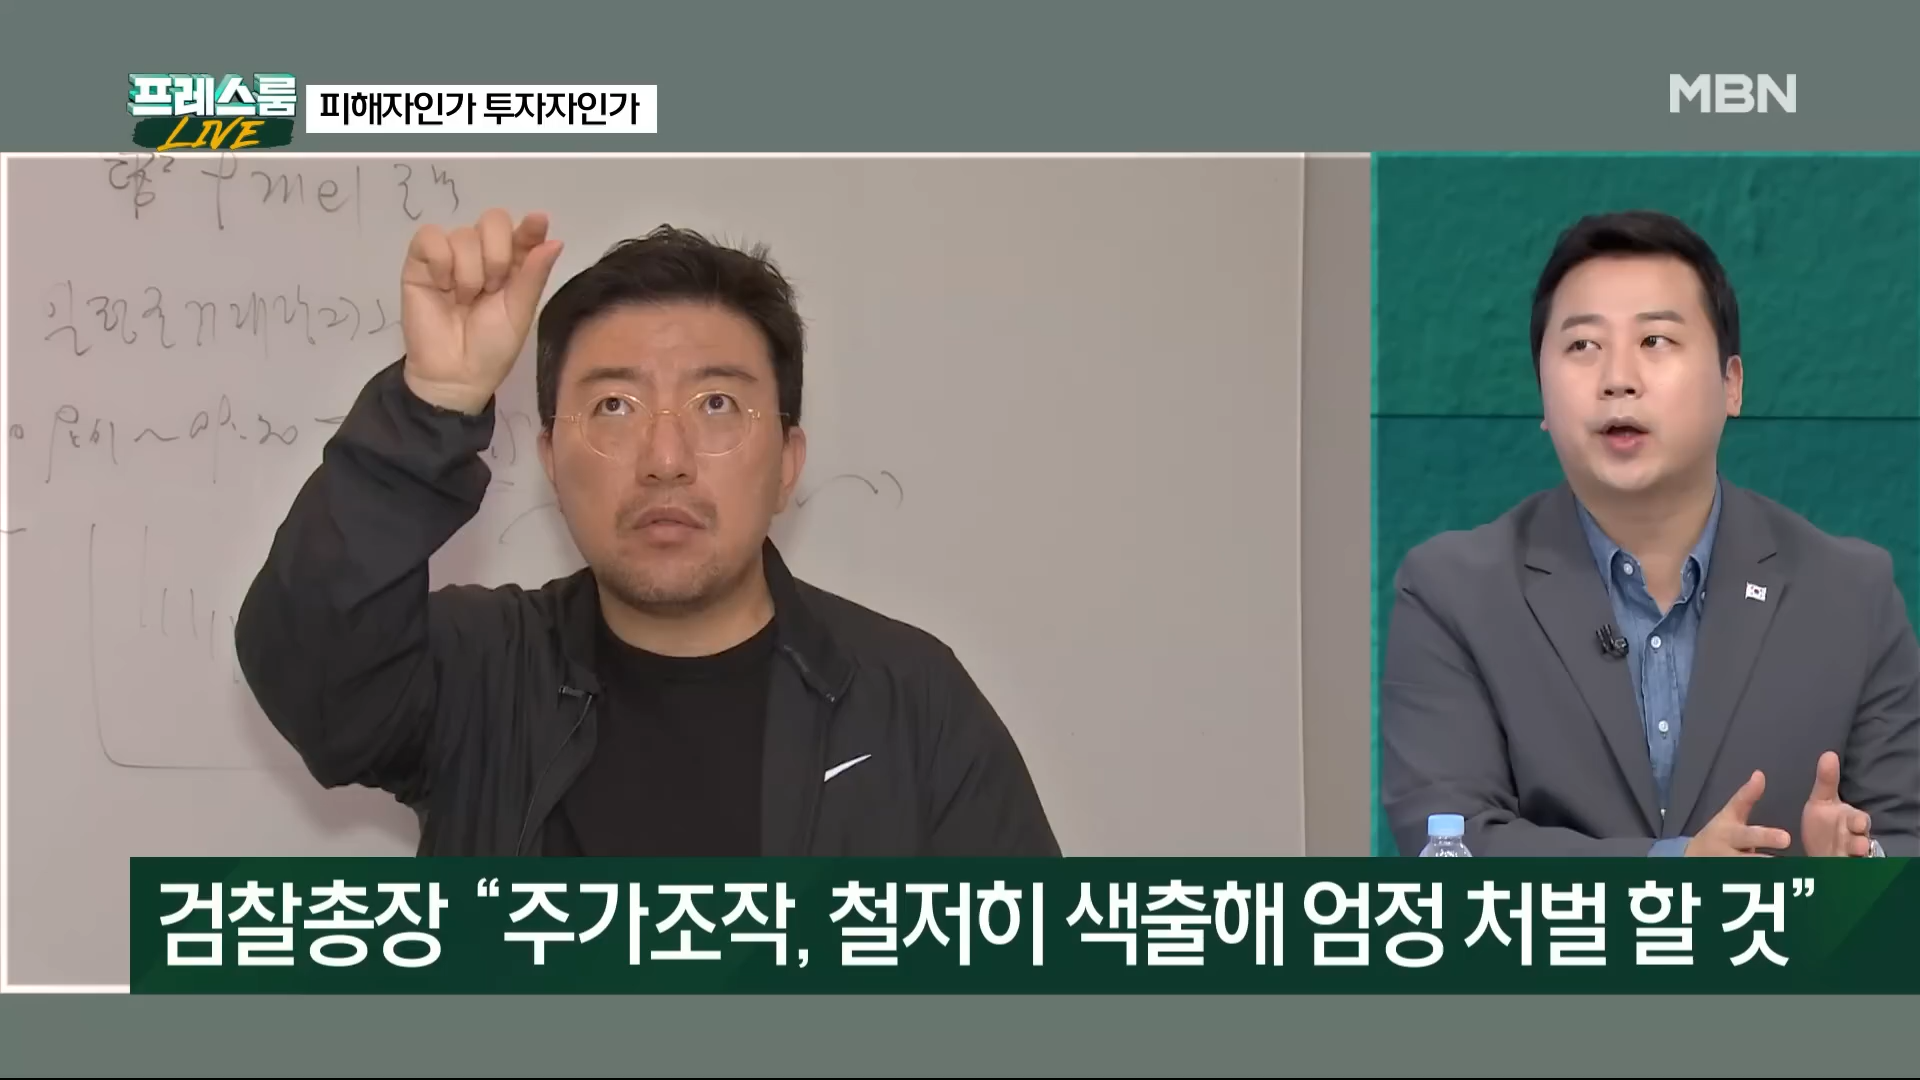 프레스룸
LIVE
피해자인가 투자자인가
MBN
검찰총장 “주가조작, 철저히 색출해 엄정 처벌 할 것”